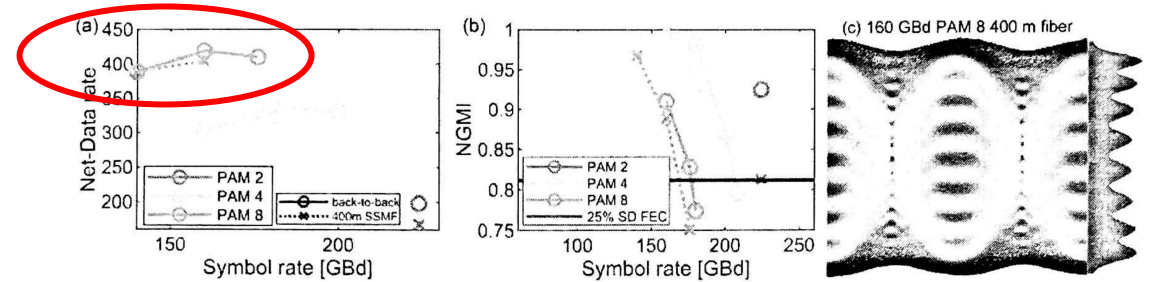 (a)
450
400
350
300
250
200
Net-Data rate
PAM 2
PAM 4
PAM 8
back-to-back
400m SSMF
150
200
Symbol rate [GBd]
(b)
1
0.95
0.9
0.85
0.8
0.75
NGMI
PAM 2
PAM 4
PAM 8
25% SD FEC
100
150
200
250
Symbol rate [GBd]
(c) 160 GBd PAM 8 400 m fiber